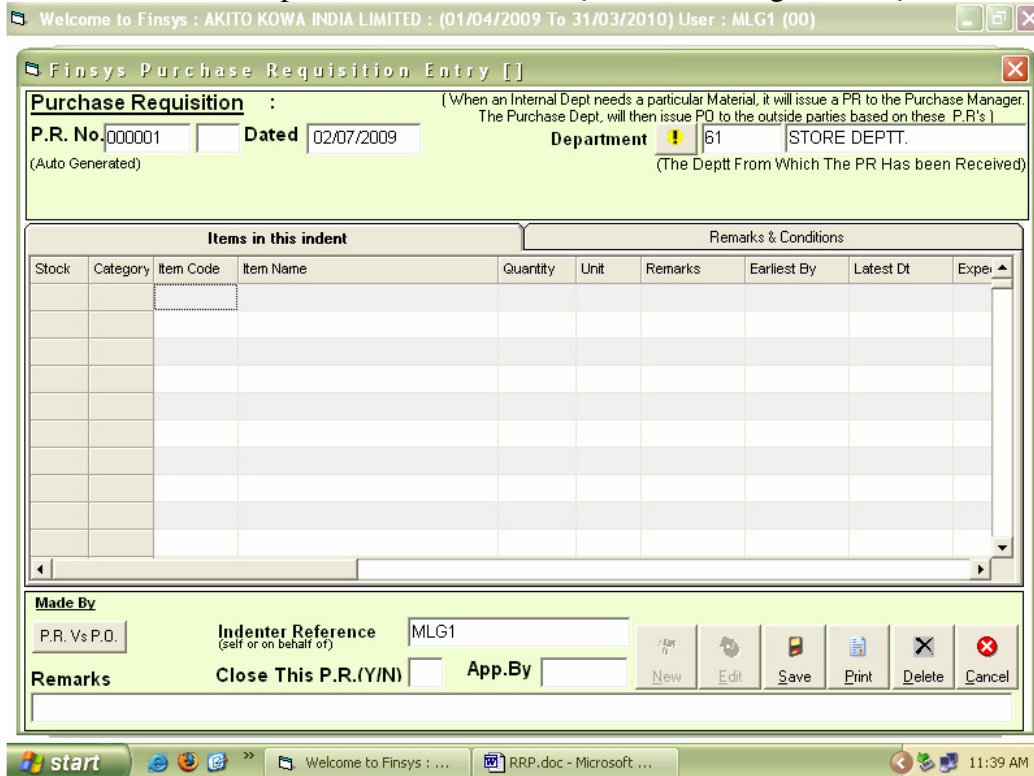 Welcome to Finsys : AKITO KOWA INDIA LIMITED : (01/04/2009 To 31/03/2010) User : MLG1 (00)
Finsys Purchase Requisition Entry []
Purchase Requisition :
( When an Internal Dept needs a particular Material, it will issue a PR to the Purchase Manager.
The Purchase Dept, will then issue PO to the outside parties based on these P.R's )
P.R. No. 000001 Dated 02/07/2009 Department 61 STORE DEPTT.
(Auto Generated) (The Deptt From Which The PR Has been Received)
Items in this indent Remarks & Conditions
Stock Category Item Code Item Name Quantity Unit Remarks Earliest By Latest Dt
Made By
P.R. Vs P.O. Indenter Reference MLG1
(self or on behalf of)
Close This P.R.(Y/N) App.By
New Edit Save Print Delete Cancel
Remarks
start Welcome to Finsys : ... RRP.doc - Microsoft ... 11:39 AM